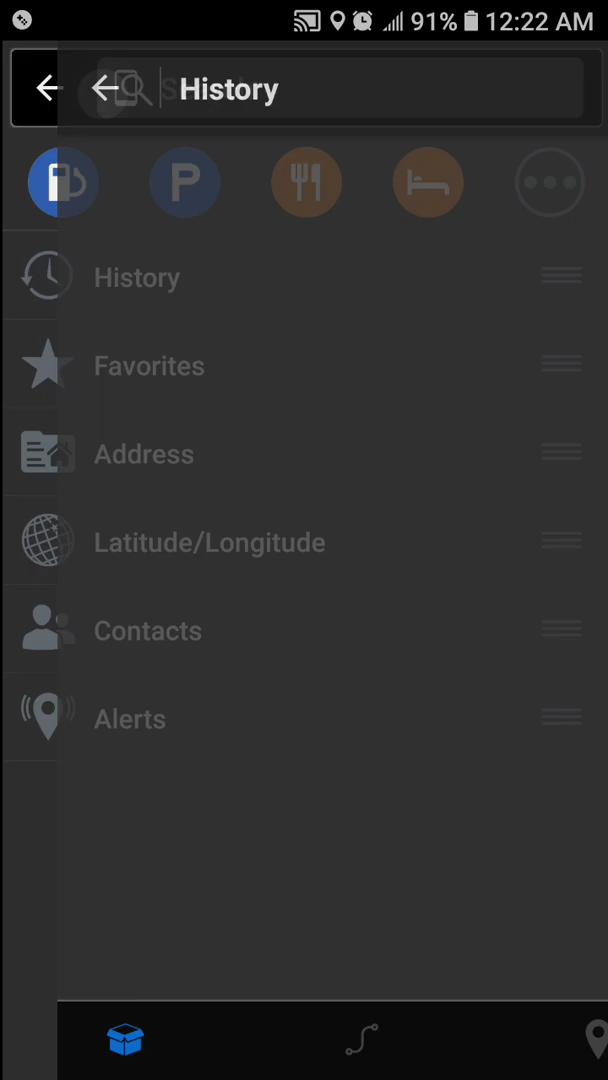 91% 12:22 AM
History
P
History
Favorites
Address
Latitude/Longitude
Contacts
Alerts